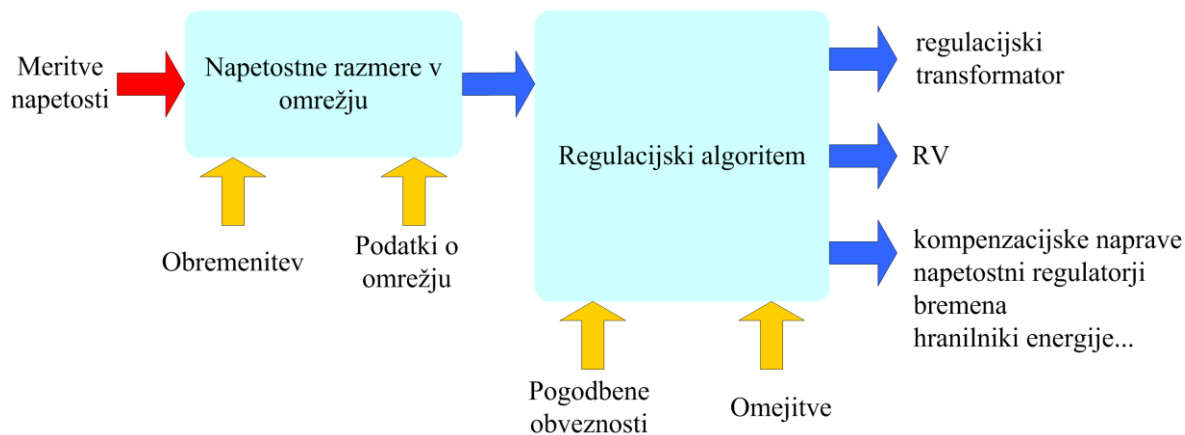 Meritve
napetosti
Napetostne razmere v
omrežju
Obremenitev
Podatki o
omrežju
Regulacijski algoritem
Pogodbene
obveznosti
Omejitve
regulacijski
transformator
RV
kompenzacijske naprave
napetostni regulatorji
bremena
hranilniki energije...